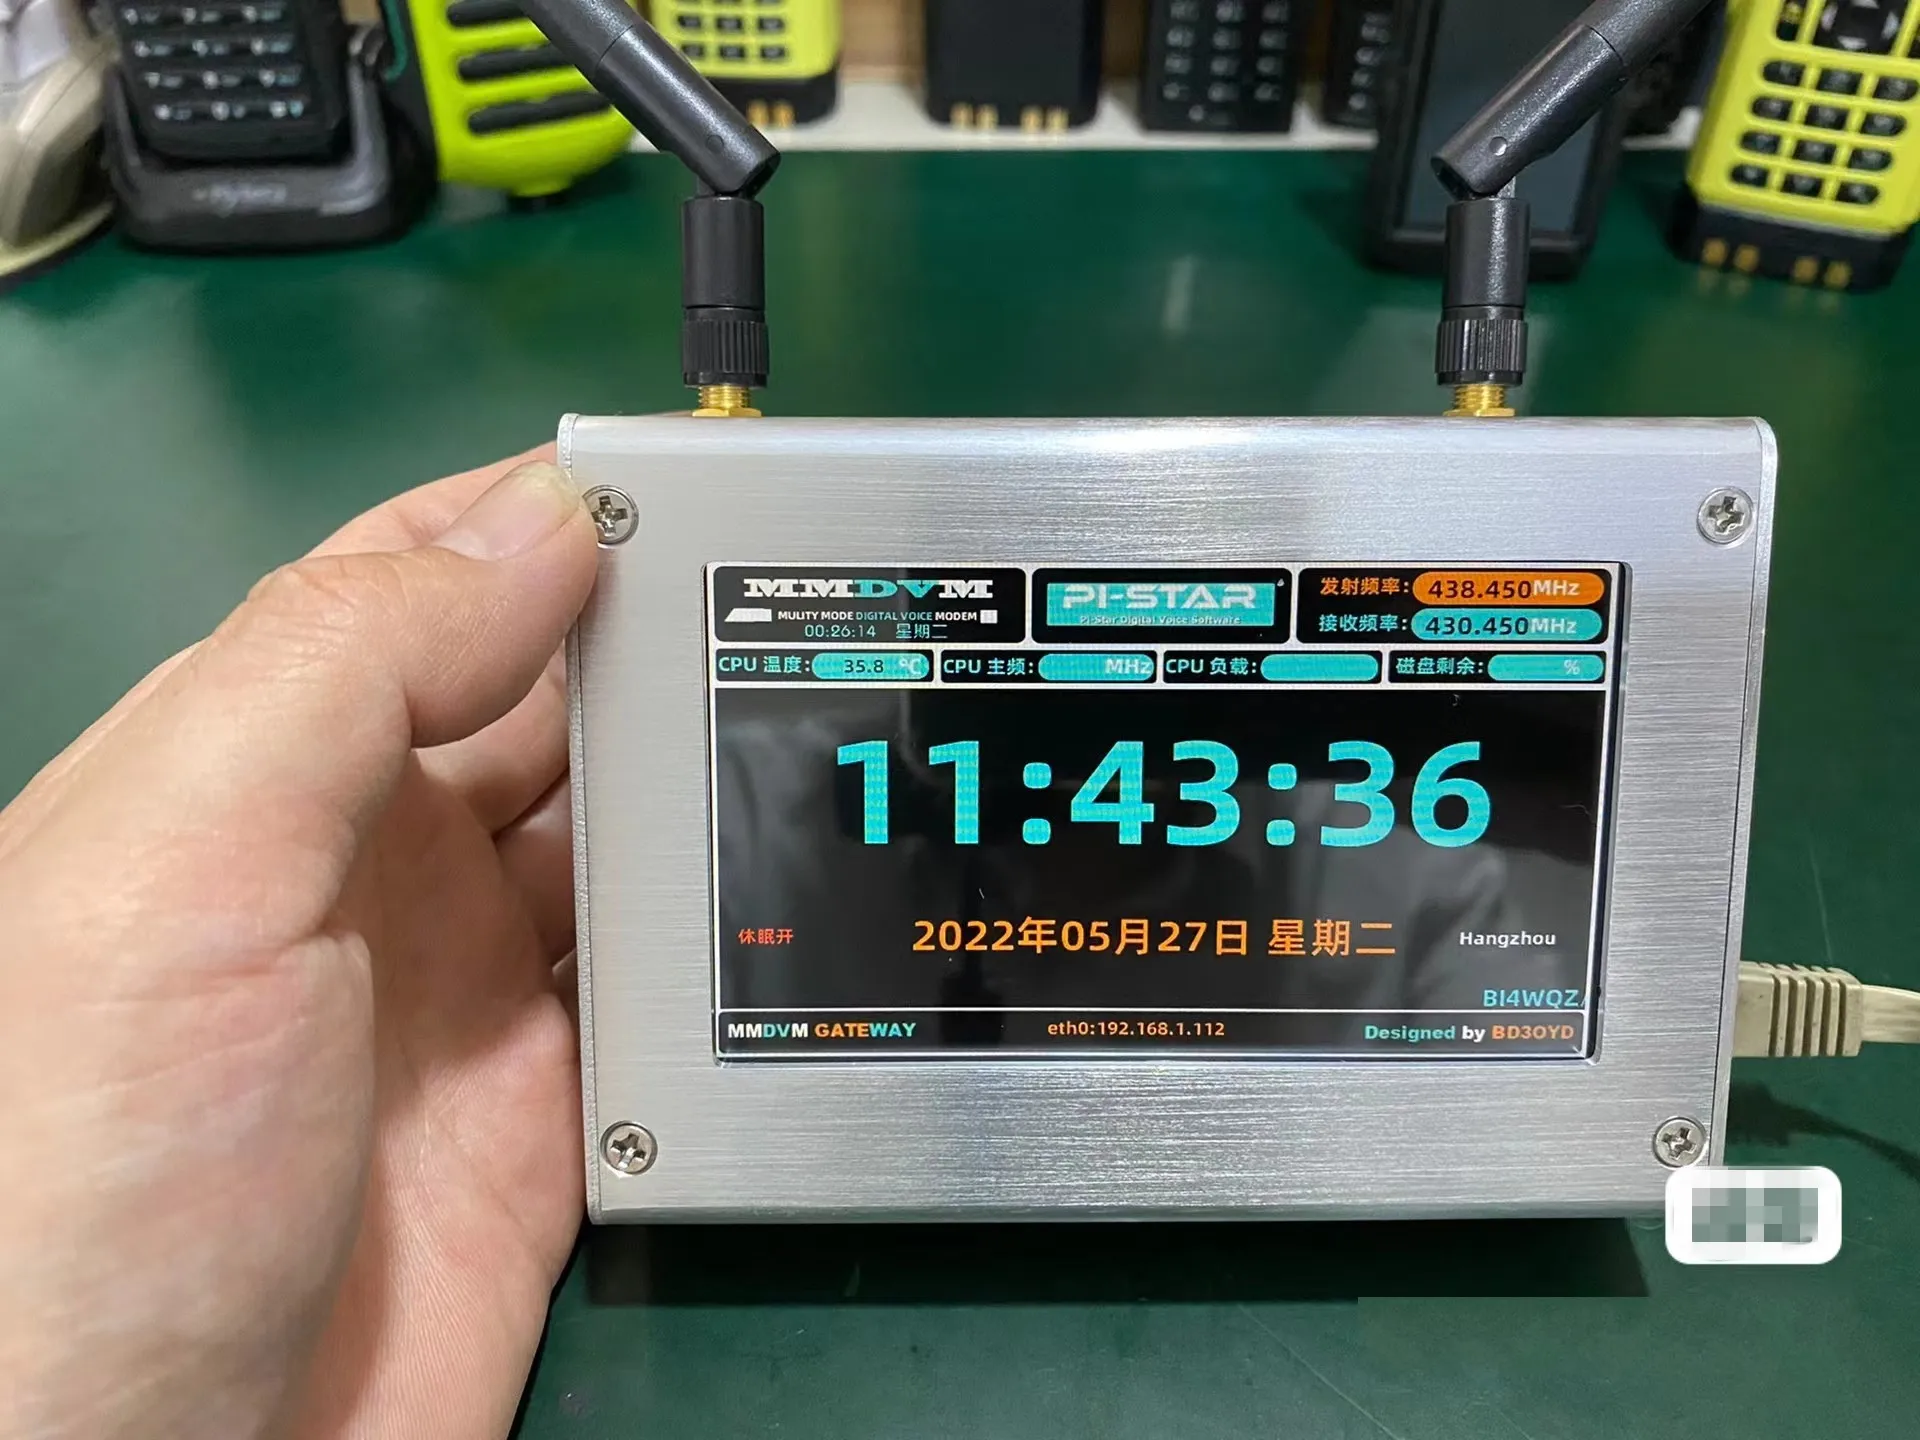 MMDVM
MULITY MODE DIGITAL VOICE MODEM
00:26:14 星期二
PI-STAR
Pi-Star Digital Voice Software
发射频率: 438.450MHz
接收频率: 430.450MHz
CPU 温度: 35.8 ℃
CPU 主频: MHz
CPU 负载:
磁盘剩余: %
11:43:36
休眠开
2022年05月27日 星期二
Hangzhou
BI4WQZ/
MMDVM GATEWAY
eth0:192.168.1.112
Designed by BD3OYD